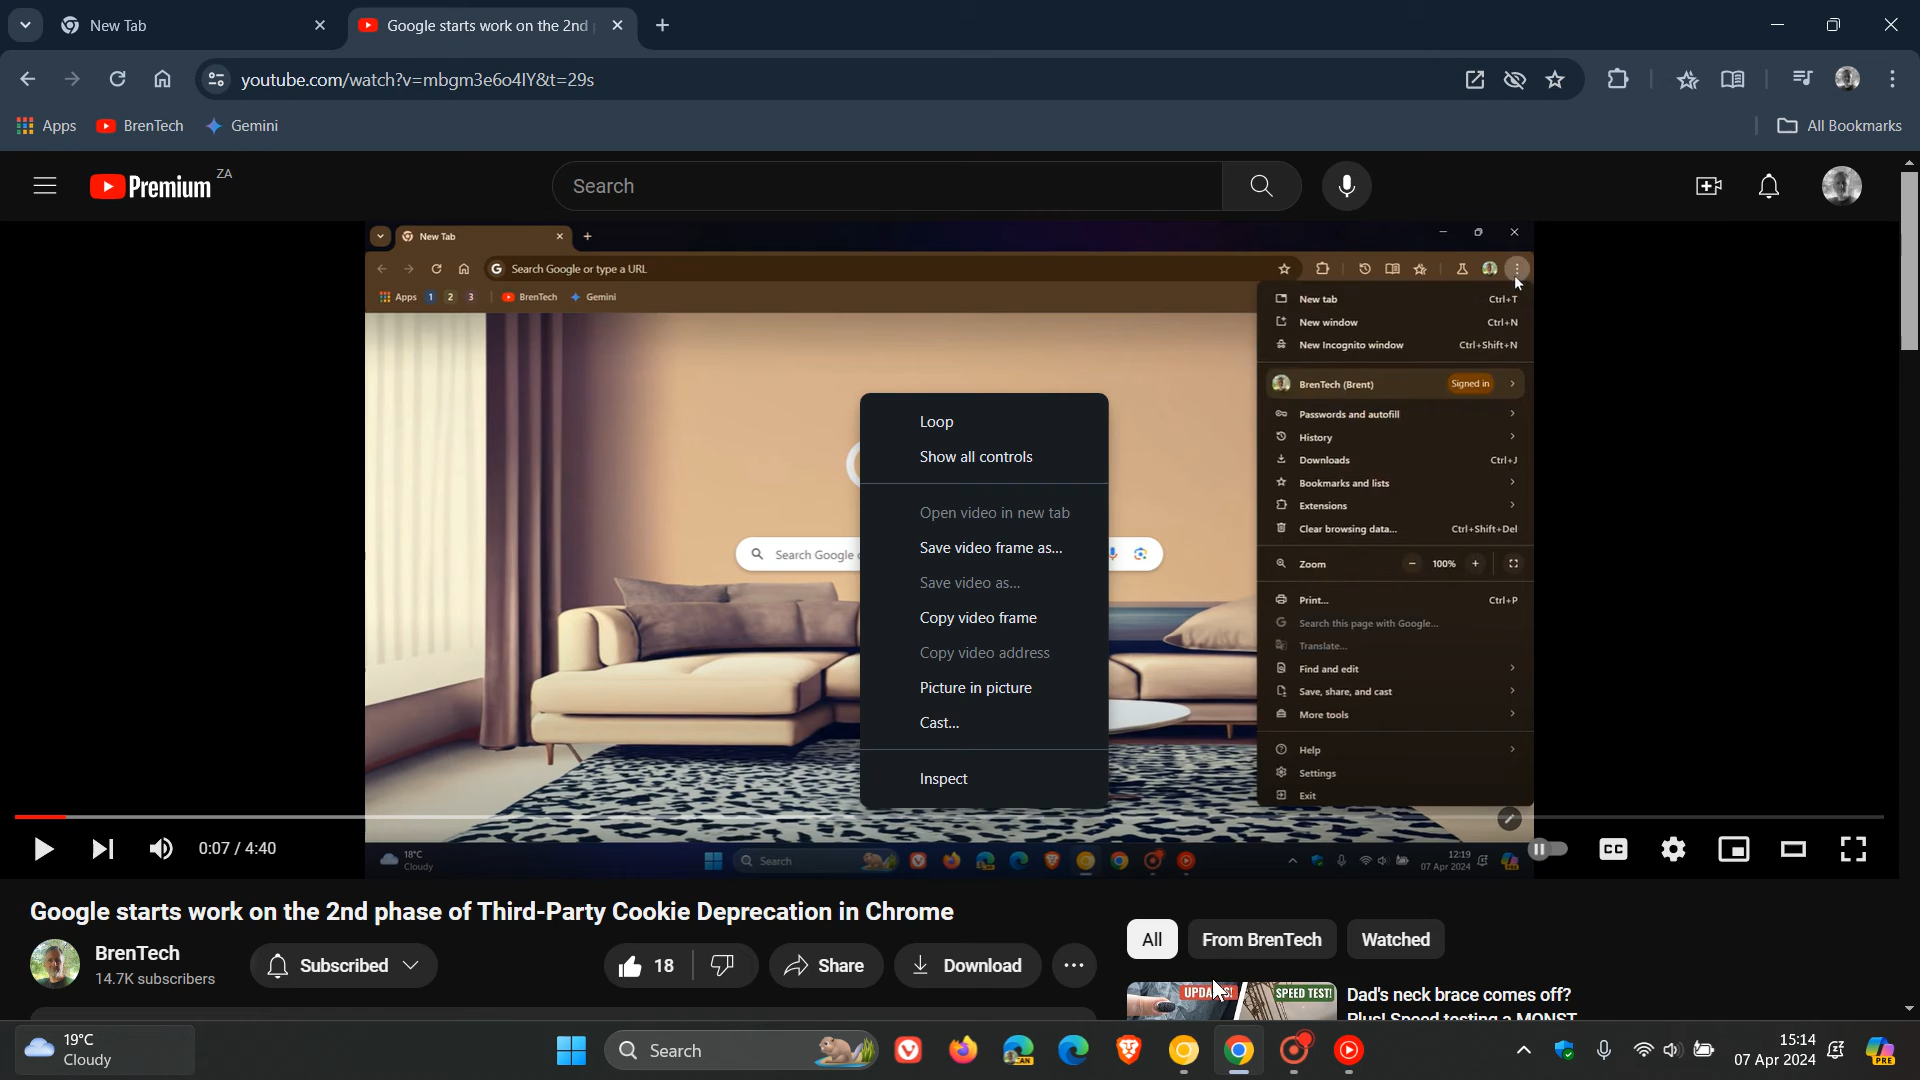 New Tab
Google starts work on the 2nd
youtube.com/watch?v=mbgm3e6o4lY&t=29s
Apps
BrenTech
Gemini
All Bookmarks
Premium
ZA
Search
New Tab
Search Google or type a URL
Apps 1 2 3 BrenTech Gemini
New tab Ctrl+T
New window Ctrl+N
New Incognito window Ctrl+Shift+N
BrenTech (Brent) Signed in
Passwords and autofill
History
Downloads Ctrl+J
Bookmarks and lists
Extensions
Clear browsing data... Ctrl+Shift+Del
Zoom - 100% +
Print... Ctrl+P
Search this page with Google...
Translate...
Find and edit
Save, share, and cast
More tools
Help
Settings
Exit
Search Google
Loop
Show all controls
Open video in new tab
Save video frame as...
Save video as...
Copy video frame
Copy video address
Picture in picture
Cast...
Inspect
18°C
Cloudy
Search
12:19
07 Apr 2024
0:07 / 4:40
CC
Google starts work on the 2nd phase of Third-Party Cookie Deprecation in Chrome
BrenTech
14.7K subscribers
Subscribed
18
Share
Download
All
From BrenTech
Watched
SPEED TEST!
Dad's neck brace comes off?
Plus! Speed testing a MONST
19°C
Cloudy
Search
CAN
15:14
07 Apr 2024
PRE